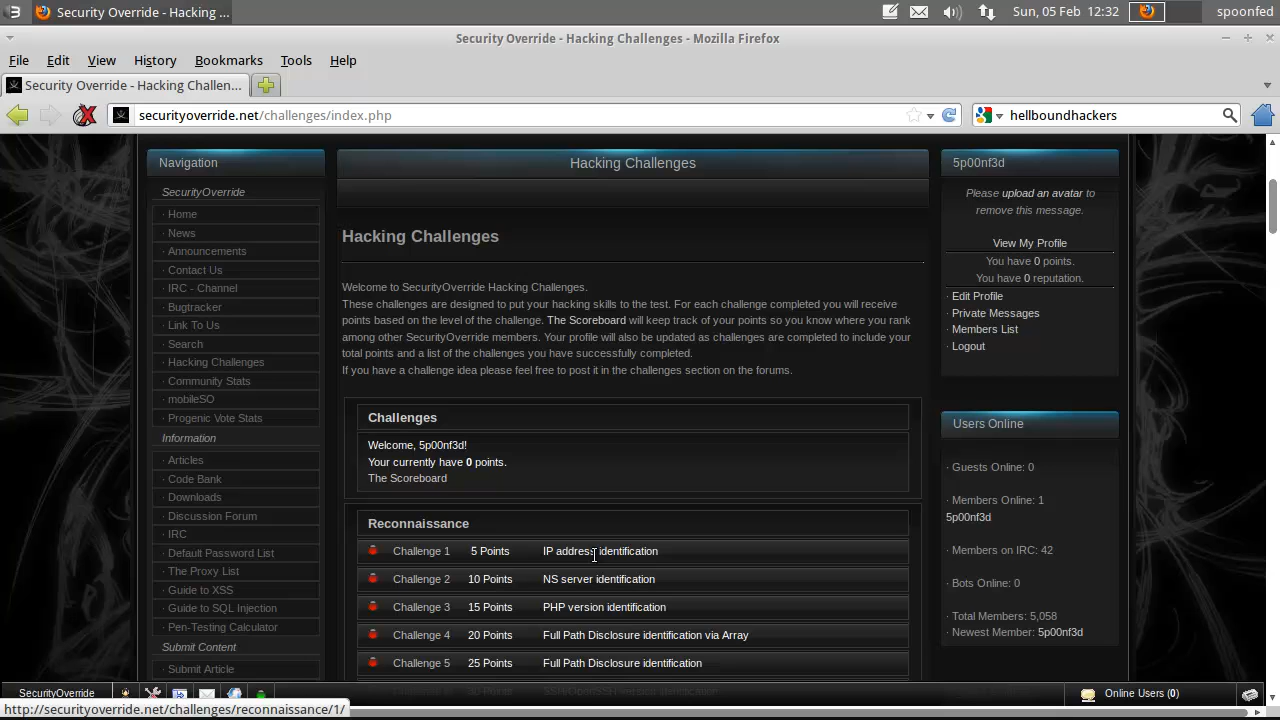 Security Override - Hacking ...
Sun, 05 Feb 12:32
spoonfed
Security Override - Hacking Challenges - Mozilla Firefox
File Edit View History Bookmarks Tools Help
Security Override - Hacking Challen...
securityoverride.net/challenges/index.php
hellboundhackers
Navigation
SecurityOverride
· Home
· News
· Announcements
· Contact Us
· IRC - Channel
· Bugtracker
· Link To Us
· Search
· Hacking Challenges
· Community Stats
· mobileSO
· Progenic Vote Stats
Information
· Articles
· Code Bank
· Downloads
· Discussion Forum
· IRC
· Default Password List
· The Proxy List
· Guide to XSS
· Guide to SQL Injection
· Pen-Testing Calculator
Submit Content
· Submit Article
Hacking Challenges
Hacking Challenges
Welcome to SecurityOverride Hacking Challenges.
These challenges are designed to put your hacking skills to the test. For each challenge completed you will receive
points based on the level of the challenge. The Scoreboard will keep track of your points so you know where you rank
among other SecurityOverride members. Your profile will also be updated as challenges are completed to include your
total points and a list of the challenges you have successfully completed.
If you have a challenge idea please feel free to post it in the challenges section on the forums.
Challenges
Welcome, 5p00nf3d!
Your currently have 0 points.
The Scoreboard
Reconnaissance
Challenge 1 5 Points IP address identification
Challenge 2 10 Points NS server identification
Challenge 3 15 Points PHP version identification
Challenge 4 20 Points Full Path Disclosure identification via Array
Challenge 5 25 Points Full Path Disclosure identification
5p00nf3d
Please upload an avatar to
remove this message.
View My Profile
You have 0 points.
You have 0 reputation.
· Edit Profile
· Private Messages
· Members List
· Logout
Users Online
· Guests Online: 0
· Members Online: 1
5p00nf3d
· Members on IRC: 42
· Bots Online: 0
· Total Members: 5,058
· Newest Member: 5p00nf3d
SecurityOverride
Online Users (0)
http://securityoverride.net/challenges/reconnaissance/1/